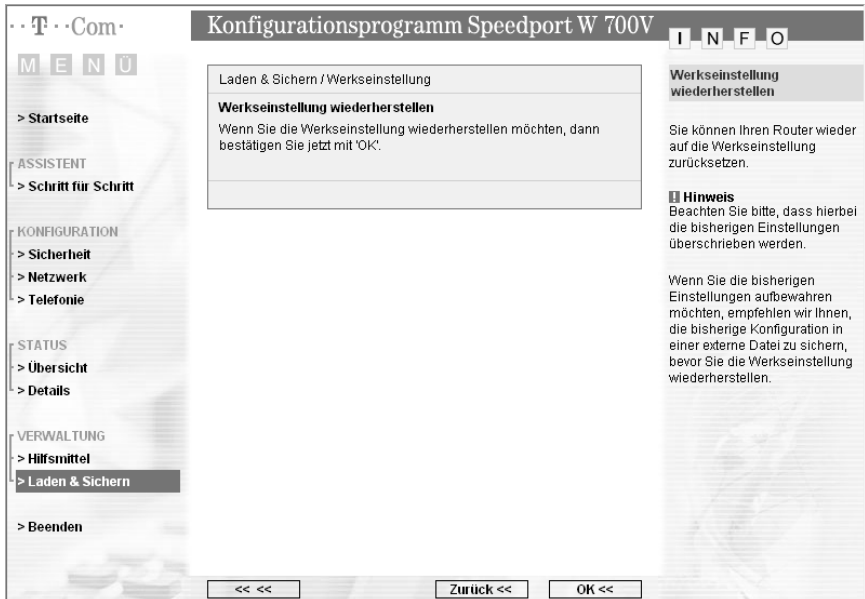 · · T · · Com ·
Konfigurationsprogramm Speedport W 700V
I N F O
M E N Ü
> Startseite
ASSISTENT
> Schritt für Schritt
KONFIGURATION
> Sicherheit
> Netzwerk
> Telefonie
STATUS
> Übersicht
> Details
VERWALTUNG
> Hilfsmittel
> Laden & Sichern
> Beenden
Laden & Sichern / Werkseinstellung
Werkseinstellung wiederherstellen
Wenn Sie die Werkseinstellung wiederherstellen möchten, dann
bestätigen Sie jetzt mit 'OK'.
<< <<
Zurück <<
OK <<
Werkseinstellung
wiederherstellen
Sie können Ihren Router wieder
auf die Werkseinstellung
zurücksetzen.
! Hinweis
Beachten Sie bitte, dass hierbei
die bisherigen Einstellungen
überschrieben werden.
Wenn Sie die bisherigen
Einstellungen aufbewahren
möchten, empfehlen wir Ihnen,
die bisherige Konfiguration in
einer externe Datei zu sichern,
bevor Sie die Werkseinstellung
wiederherstellen.